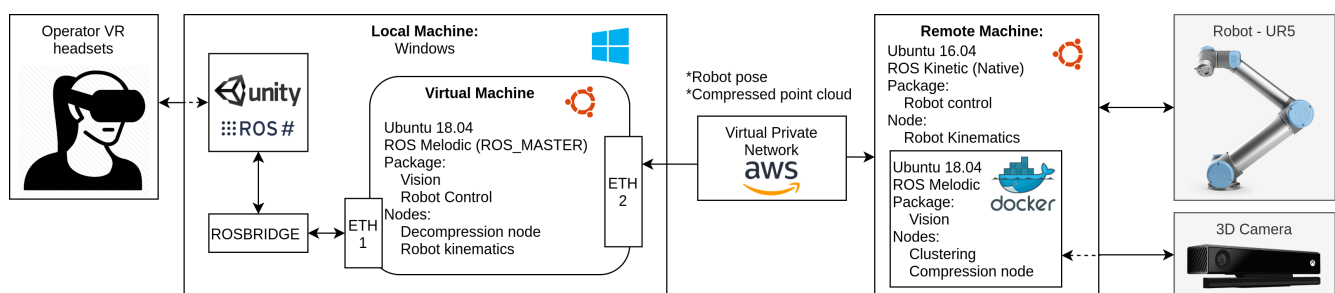 Operator VR
headsets
Local Machine:
Windows
unity
ROS #
ROSBRIDGE
Virtual Machine
Ubuntu 18.04
ROS Melodic (ROS_MASTER)
Package:
Vision
Robot Control
Nodes:
Decompression node
Robot kinematics
ETH
1
ETH
2
*Robot pose
*Compressed point cloud
Virtual Private
Network
aws
Remote Machine:
Ubuntu 16.04
ROS Kinetic (Native)
Package:
Robot control
Node:
Robot Kinematics
Ubuntu 18.04
ROS Melodic
Package:
Vision
Nodes:
Clustering
Compression node
docker
Robot - UR5
3D Camera